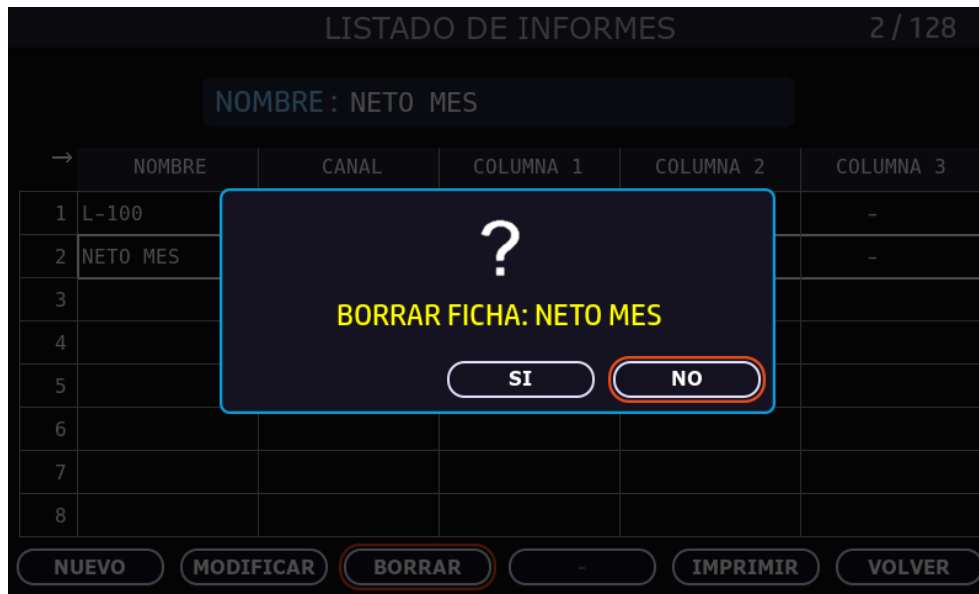 LISTADO DE INFORMES 2 / 128
NOMBRE : NETO MES
→ NOMBRE CANAL COLUMNA 1 COLUMNA 2 COLUMNA 3
1 L-100 -
2 NETO MES -
?
BORRAR FICHA: NETO MES
SI NO
3
4
5
6
7
8
NUEVO MODIFICAR BORRAR - IMPRIMIR VOLVER